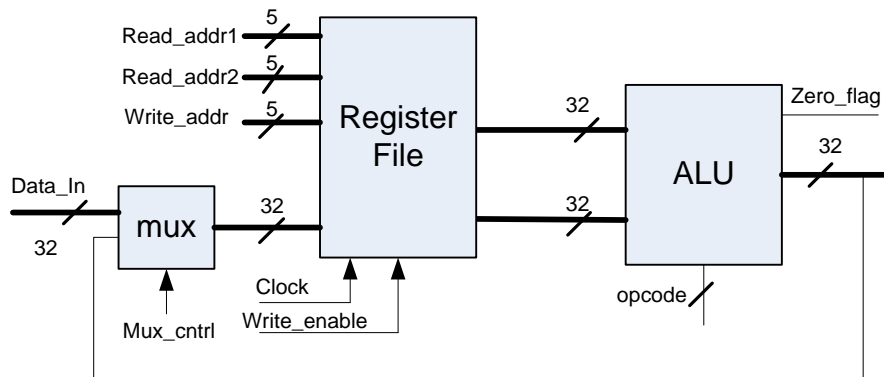 Read_addr1
5
Read_addr2
5
Write_addr
5
Register
File
32
32
ALU
Zero_flag
32
Data_In
32
mux
32
Clock
Write_enable
Mux_cntrl
opcode